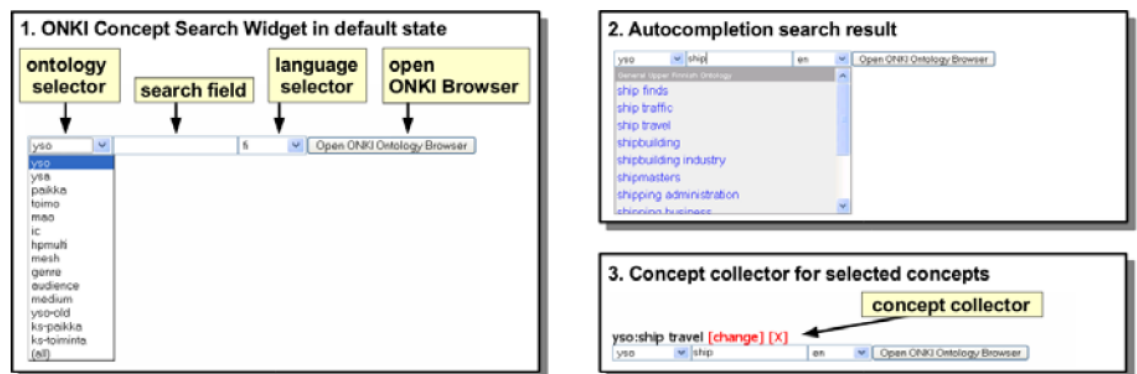 1. ONKI Concept Search Widget in default state
ontology selector
search field
language selector
open ONKI Browser
yso
fi
Open ONKI Ontology Browser
yso
ysa
paikka
toimo
mao
ic
hpmulti
mesh
genre
audience
medium
yso-old
ks-paikka
ks-toiminta
(all)
2. Autocompletion search result
yso ship en Open ONKI Ontology Browser
General Upper Finnish Ontology
ship finds
ship traffic
ship travel
shipbuilding
shipbuilding industry
shipmasters
shipping administration
shipping business
3. Concept collector for selected concepts
concept collector
yso:ship travel [change] [X]
yso ship en Open ONKI Ontology Browser